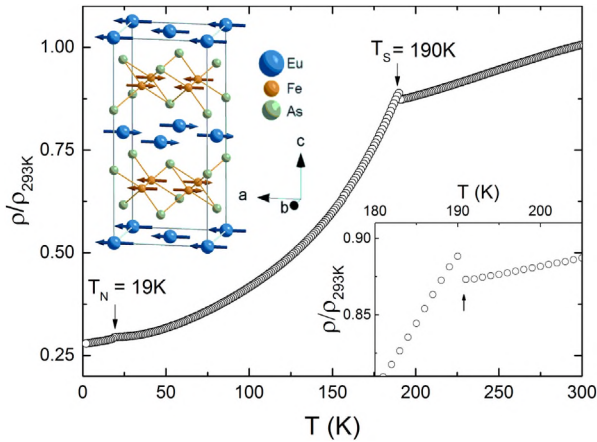 1.00
0.75
0.50
0.25
ρ/ρ293K
Eu
Fe
As
c
a
b
TS = 190K
TN = 19K
T (K)
180 190 200
0.90
0.85
ρ/ρ293K
0 50 100 150 200 250 300
T (K)